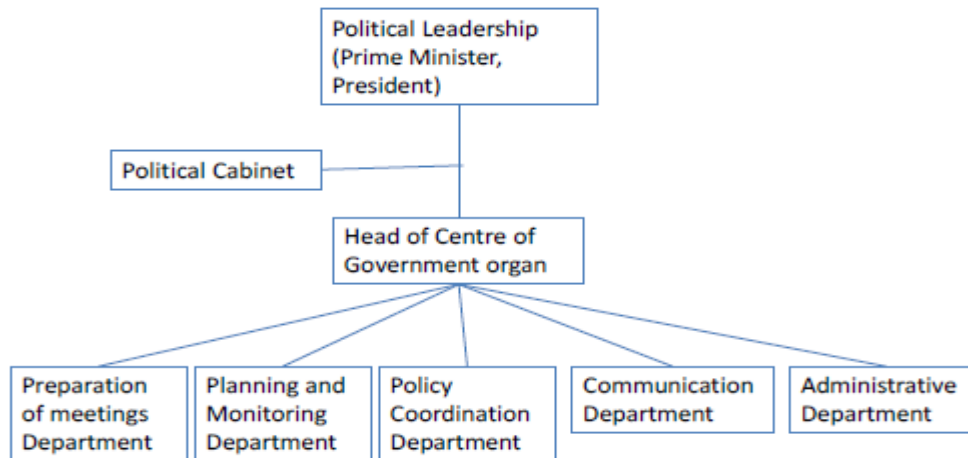 Political Leadership
(Prime Minister,
President)
Political Cabinet
Head of Centre of
Government organ
Preparation
of meetings
Department
Planning and
Monitoring
Department
Policy
Coordination
Department
Communication
Department
Administrative
Department